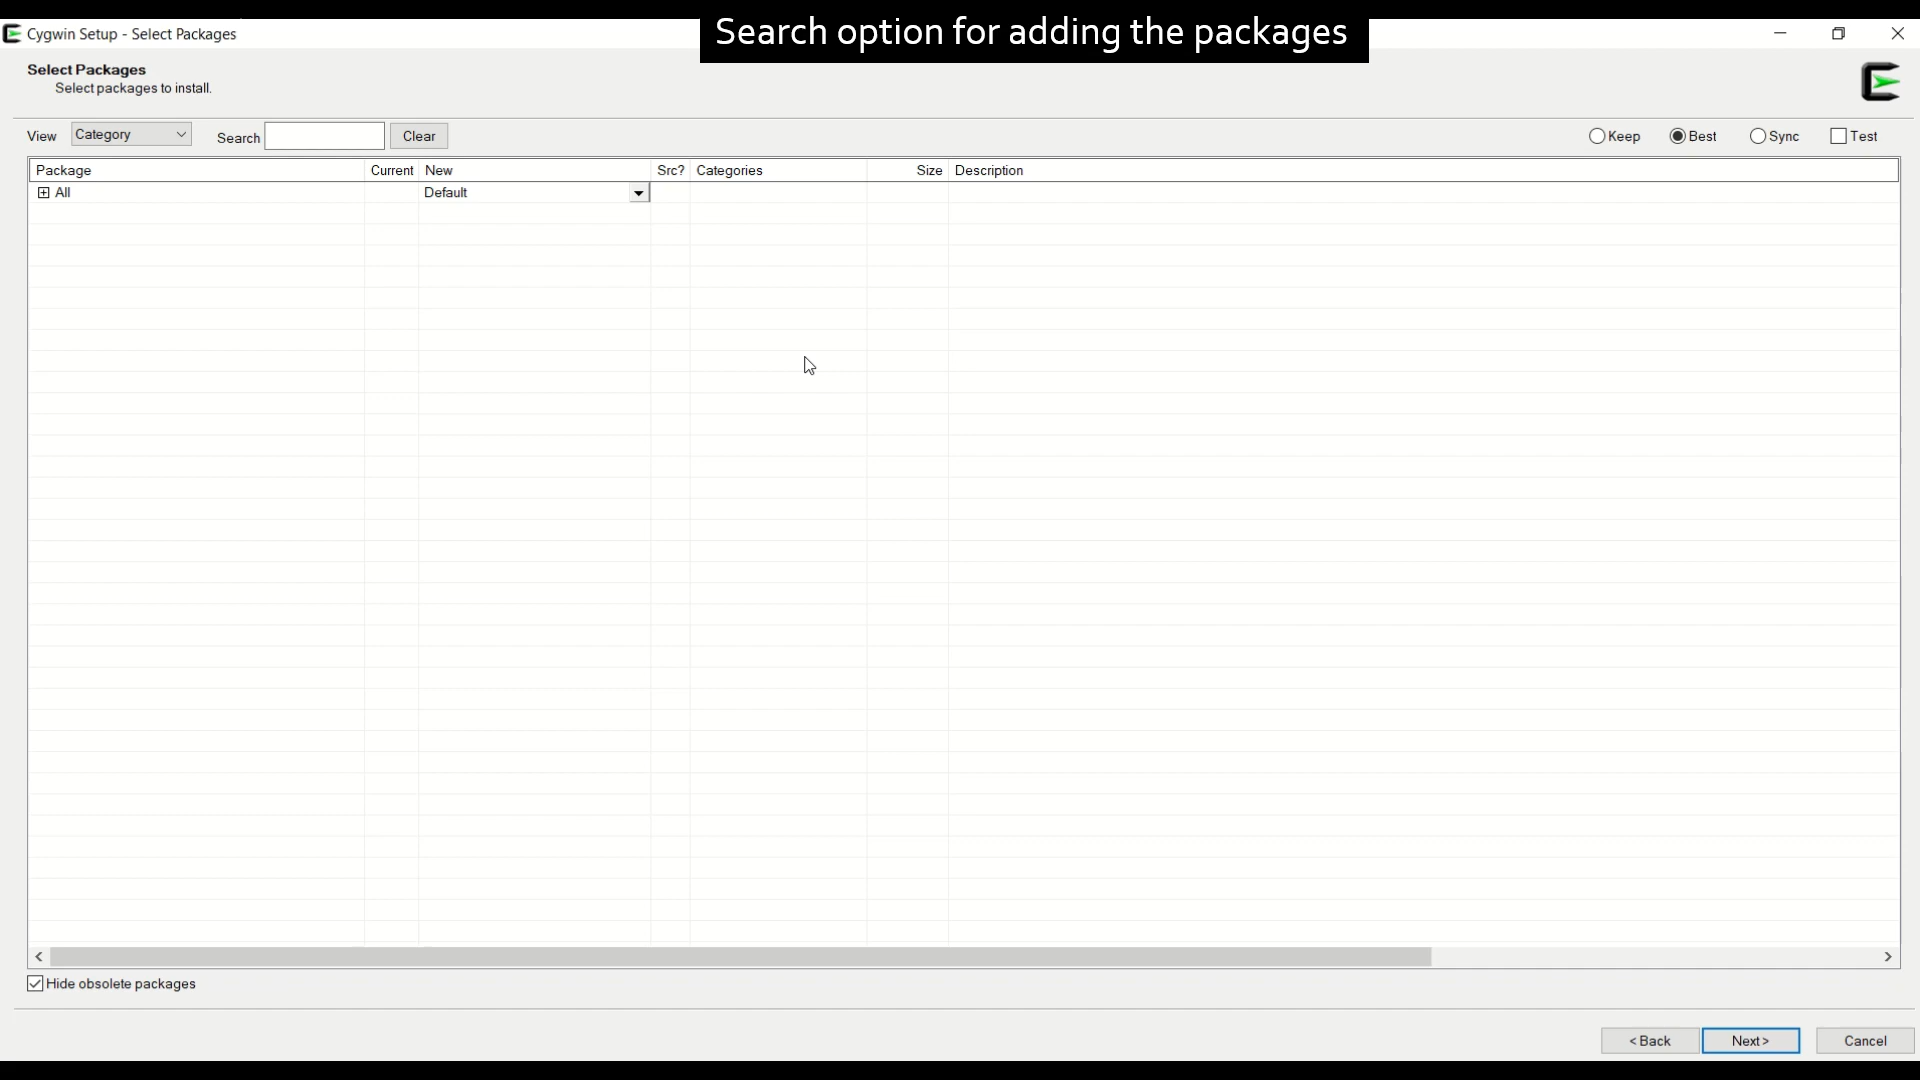 Search option for adding the packages
Cygwin Setup - Select Packages
Select Packages
Select packages to install.
View Category Search Clear Keep Best Sync Test
Package Current New Src? Categories Size Description
All Default
Hide obsolete packages
< Back Next > Cancel